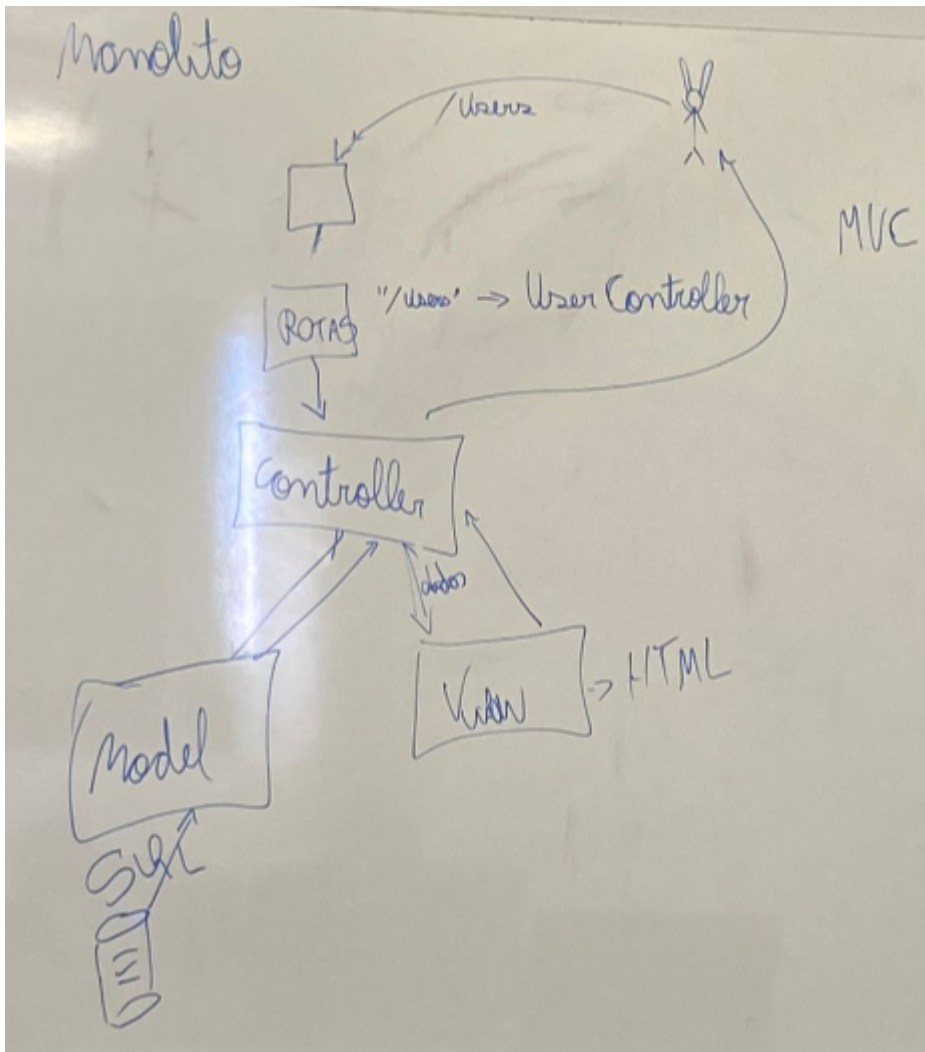 Monolito
/Users
MVC
"/Users" → User Controller
ROTAS
Controller
dados
View
→ HTML
Model
SQL